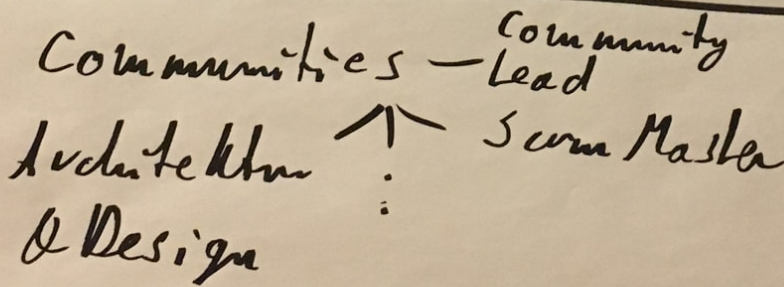 Communities – Community
Lead
Architektur Scrum Master
& Design